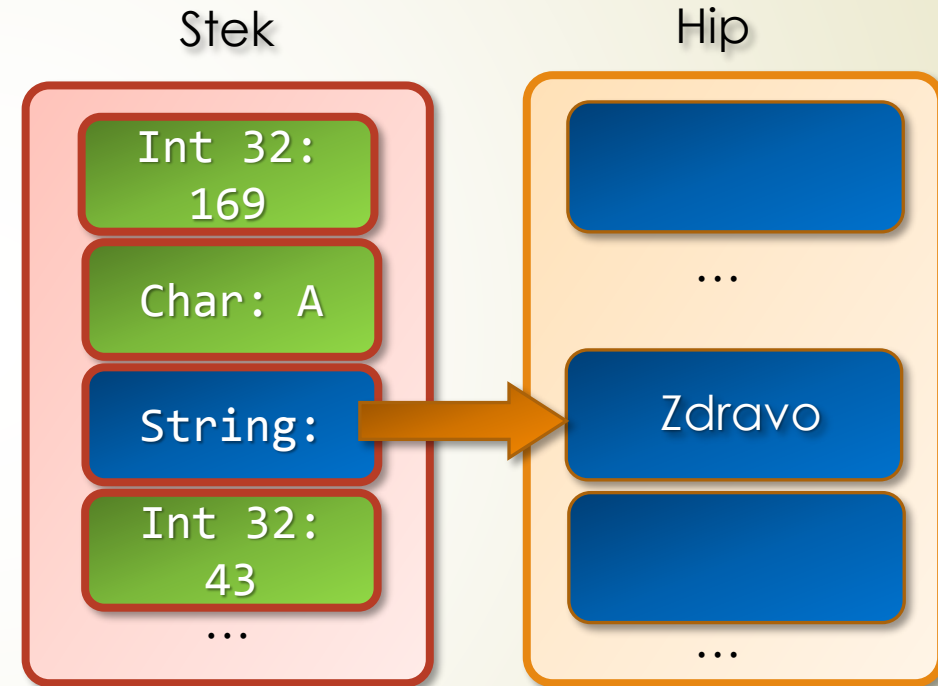 Stek
Int 32:
169
Char: A
String:
Int 32:
43
...
Hip
...
Zdravo
...